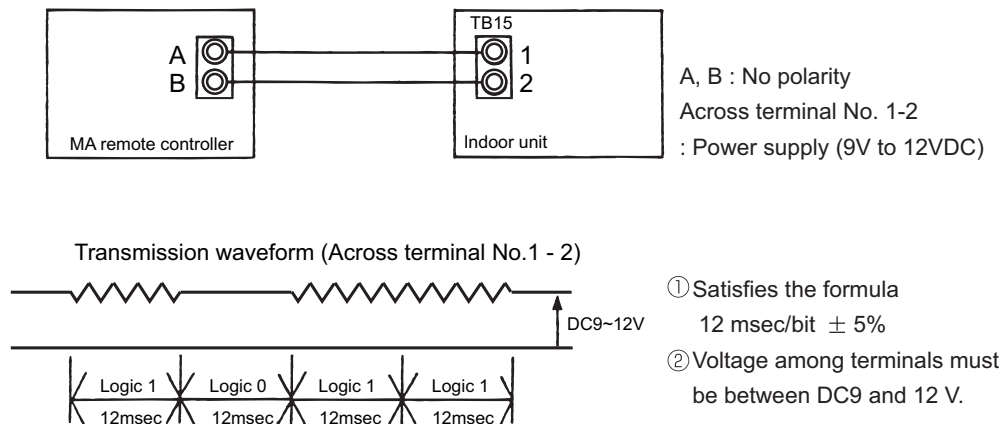 TB15
A 1
B 2
MA remote controller
Indoor unit
A, B : No polarity
Across terminal No. 1-2
: Power supply (9V to 12VDC)
Transmission waveform (Across terminal No.1 - 2)
DC9~12V
Logic 1 Logic 0 Logic 1 Logic 1
12msec 12msec 12msec 12msec
①Satisfies the formula
12 msec/bit ± 5%
②Voltage among terminals must
be between DC9 and 12 V.